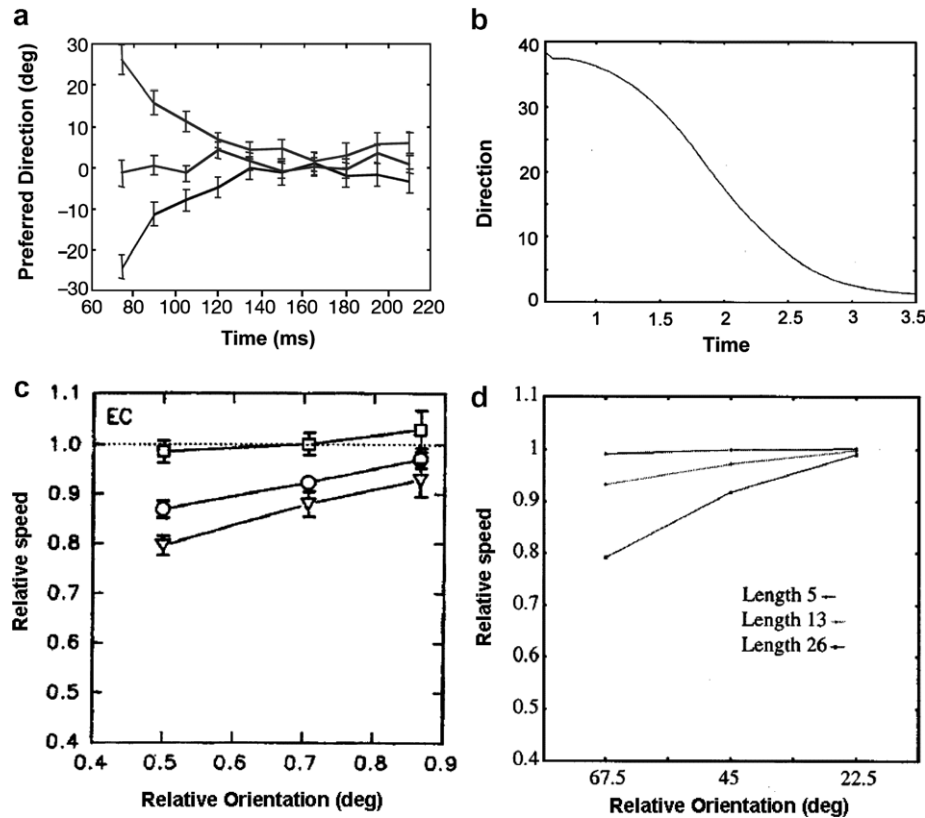 a
Preferred Direction (deg)
30
20
10
0
−10
−20
−30
60 80 100 120 140 160 180 200 220
Time (ms)
b
Direction
40
30
20
10
0
1 1.5 2 2.5 3 3.5
Time
c
EC
Relative speed
1.1
1.0
0.9
0.8
0.7
0.6
0.5
0.4
0.4 0.5 0.6 0.7 0.8 0.9
Relative Orientation (deg)
d
Relative speed
1.1
1
0.9
0.8
0.7
0.6
0.5
0.4
Length 5
Length 13
Length 26
67.5 45 22.5
Relative Orientation (deg)